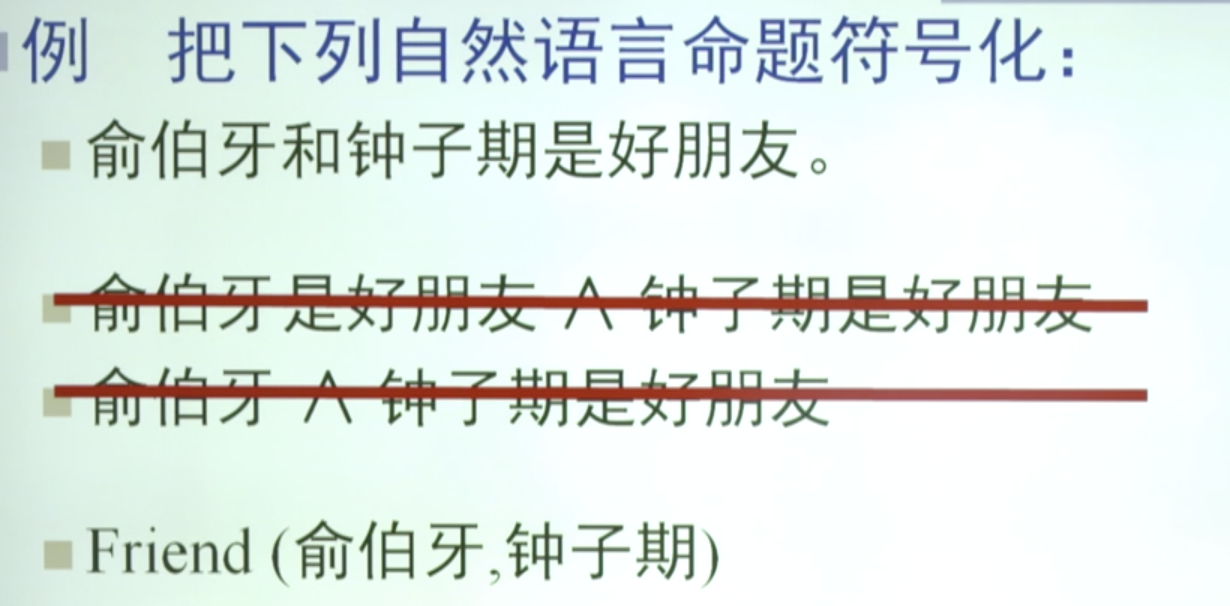 例 把下列自然语言命题符号化：
俞伯牙和钟子期是好朋友。
俞伯牙是好朋友 ∧ 钟子期是好朋友
俞伯牙 ∧ 钟子期是好朋友
Friend (俞伯牙,钟子期)